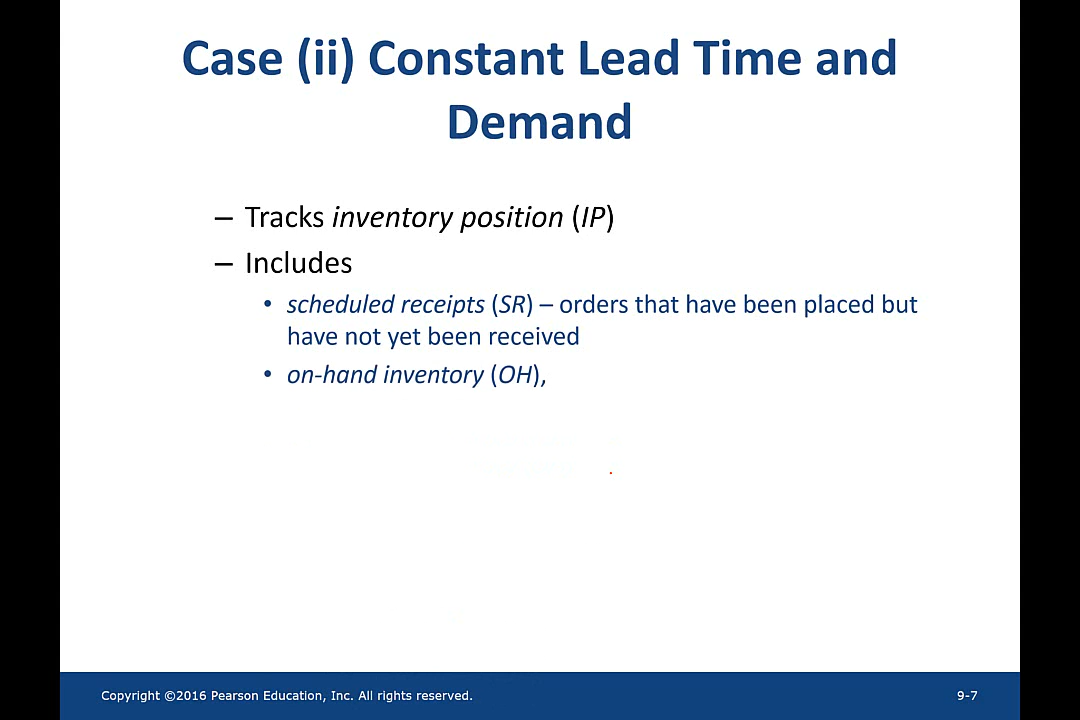 Case (ii) Constant Lead Time and
Demand
– Tracks inventory position (IP)
– Includes
• scheduled receipts (SR) – orders that have been placed but
have not yet been received
• on-hand inventory (OH),
Copyright ©2016 Pearson Education, Inc. All rights reserved.
9-7